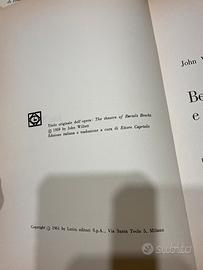 Titolo originale dell'opera: The theatre of Bertolt Brecht
© 1959 by John Willett
Edizione italiana e traduzione a cura di Ettore Capriolo
John
Be
e
Copyright © 1961 by Lerici editori S.p.A., Via Santa Tecla 5, Milano
subito